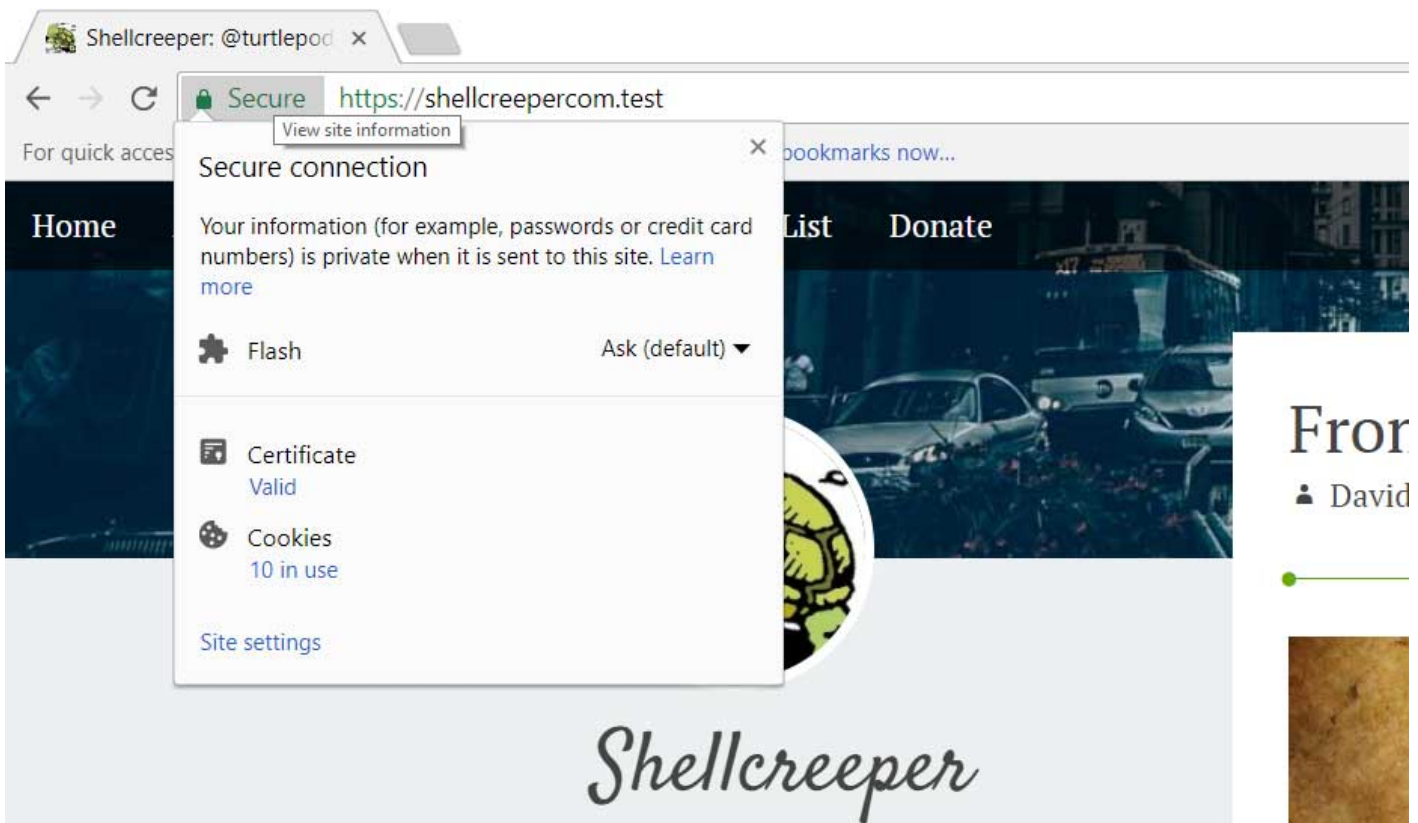 Shellcreeper: @turtlepod
Secure https://shellcreepercom.test
View site information
For quick acces bookmarks now...
Home List Donate
Secure connection
Your information (for example, passwords or credit card
numbers) is private when it is sent to this site. Learn
more
Flash Ask (default)
Certificate
Valid
Cookies
10 in use
Site settings
x17
Fron
David
Shellcreeper